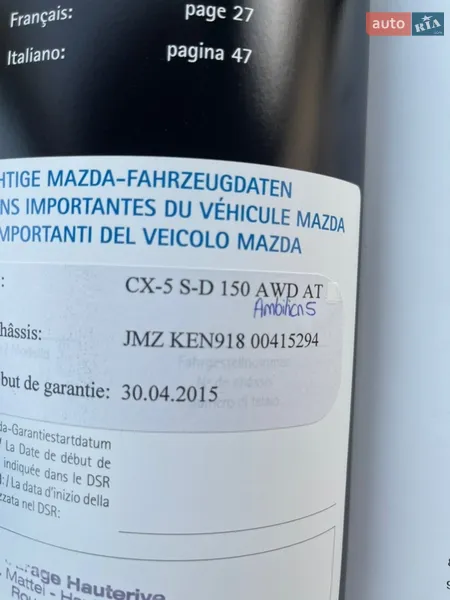 Français: page 27
auto RIA
Italiano: pagina 47
HTIGE MAZDA-FAHRZEUGDATEN
NS IMPORTANTES DU VÉHICULE MAZDA
MPORTANTI DEL VEICOLO MAZDA
: CX-5 S-D 150 AWD AT
Ambition5
hâssis: JMZ KEN918 00415294
but de garantie: 30.04.2015
da-Garantiestartdatum
/ La Date de début de
indiquée dans le DSR
: / La data d'inizio della
zzata nel DSR:
rage Hauterive
Mattei - H